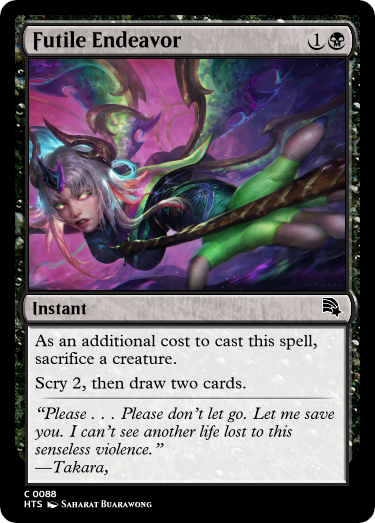 Futile Endeavor 1
Instant
As an additional cost to cast this spell,
sacrifice a creature.
Scry 2, then draw two cards.
“Please . . . Please don’t let go. Let me save
you. I can’t see another life lost to this
senseless violence.”
—Takara,
C 0088
HTS Saharat Buarawong